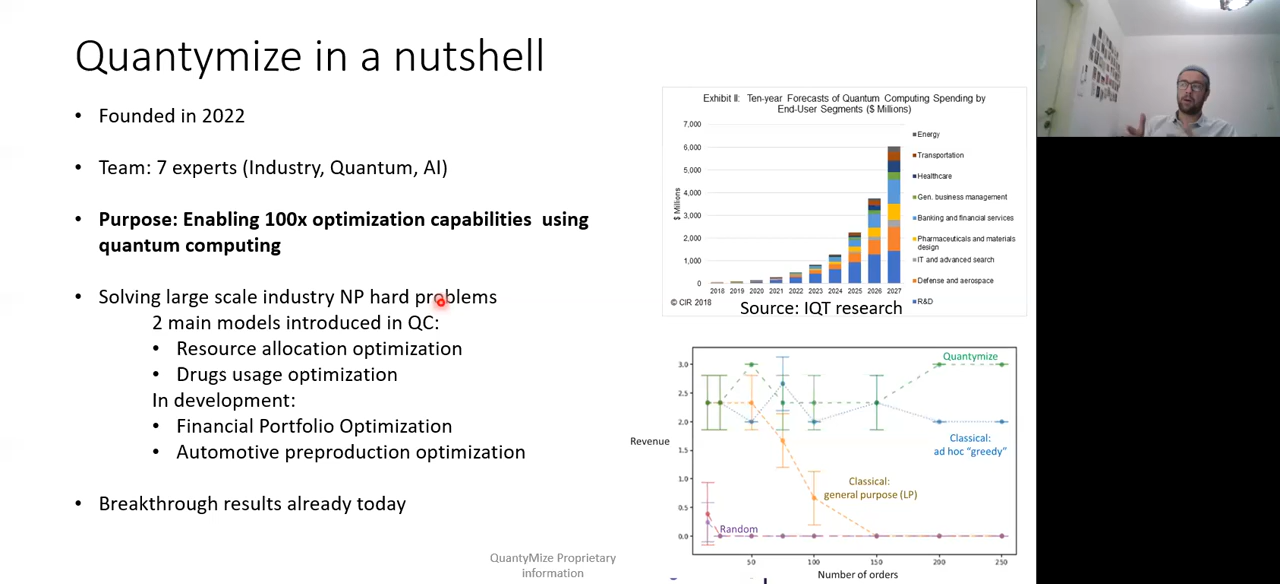 Quantymize in a nutshell
• Founded in 2022
• Team: 7 experts (Industry, Quantum, AI)
• Purpose: Enabling 100x optimization capabilities using
quantum computing
• Solving large scale industry NP hard problems
2 main models introduced in QC:
• Resource allocation optimization
• Drugs usage optimization
In development:
• Financial Portfolio Optimization
• Automotive preproduction optimization
• Breakthrough results already today
QuantyMize Proprietary
information
Exhibit II: Ten-year Forecasts of Quantum Computing Spending by
End-User Segments ($ Millions)
$ Millions
7,000
6,000
5,000
4,000
3,000
2,000
1,000
0
2018 2019 2020 2021 2022 2023 2024 2025 2026 2027
Energy
Transportation
Healthcare
Gen. business management
Banking and financial services
Pharmaceuticals and materials
design
IT and advanced search
Defense and aerospace
R&D
© CIR 2018
Source: IQT research
Revenue
3.0
2.5
2.0
1.5
1.0
0.5
0.0
Quantymize
Classical:
ad hoc “greedy”
Classical:
general purpose (LP)
Random
50 100 150 200 250
Number of orders